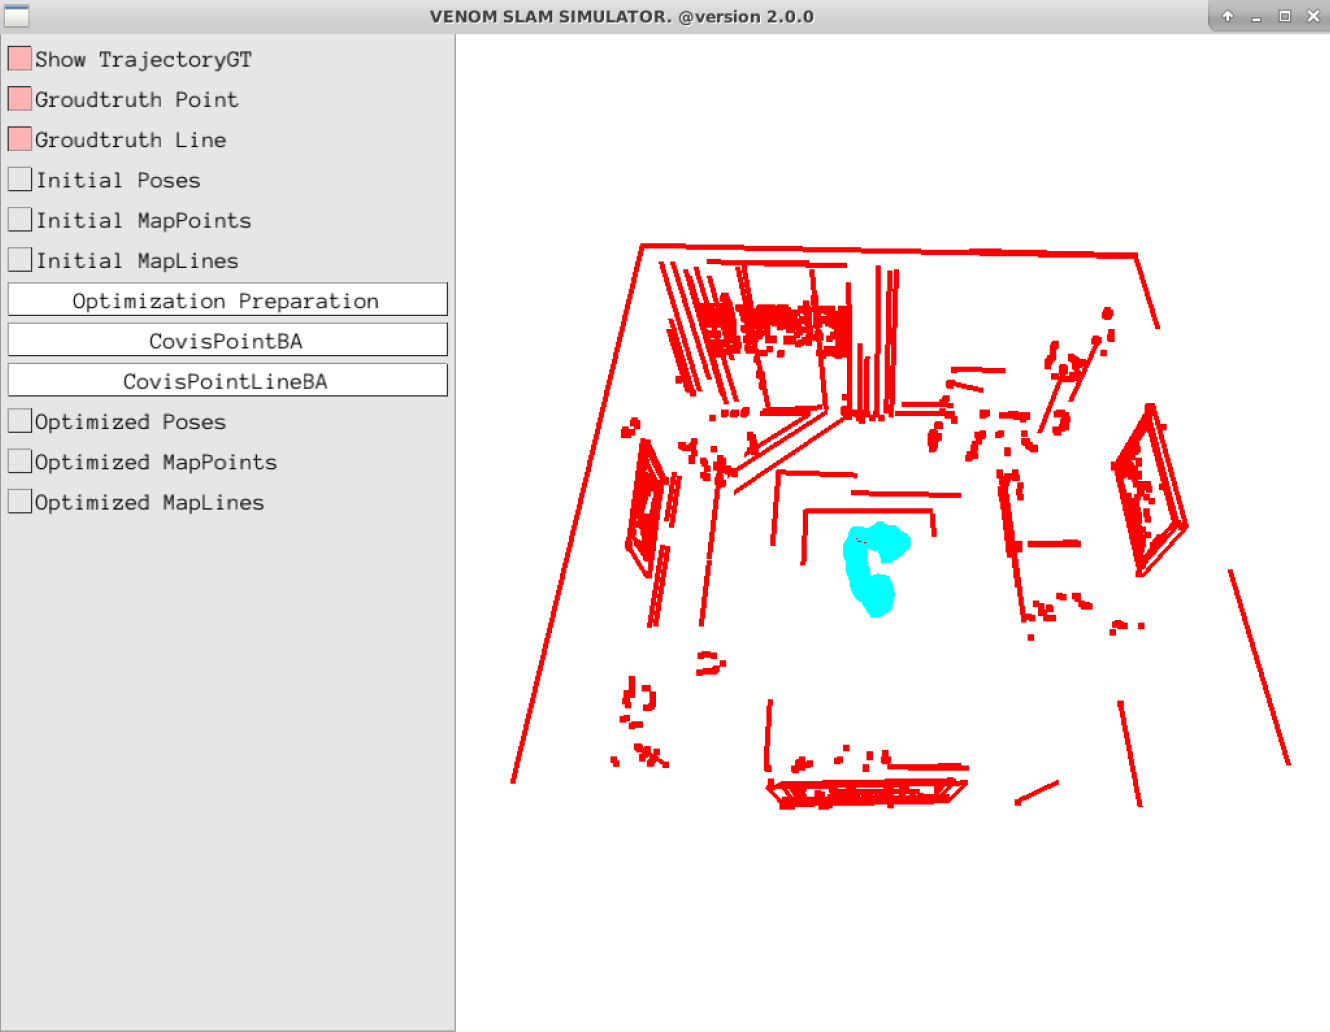 VENOM SLAM SIMULATOR. @version 2.0.0
Show TrajectoryGT
Groudtruth Point
Groudtruth Line
Initial Poses
Initial MapPoints
Initial MapLines
Optimization Preparation
CovisPointBA
CovisPointLineBA
Optimized Poses
Optimized MapPoints
Optimized MapLines